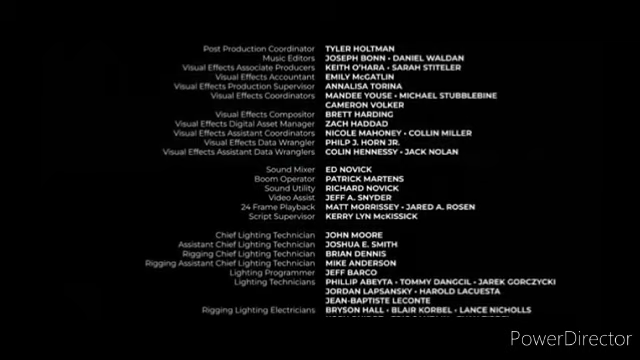 Post Production Coordinator TYLER HOLTMAN
Music Editors JOSEPH BONN • DANIEL WALDAN
Visual Effects Associate Producers KEITH O'HARA • SARAH STITELER
Visual Effects Accountant EMILY McGATLIN
Visual Effects Production Supervisor ANNALISA TORINA
Visual Effects Coordinators MANDEE YOUSE • MICHAEL STUBBLEBINE
CAMERON VOLKER
Visual Effects Compositor BRETT HARDING
Visual Effects Digital Asset Manager ZACH HADDAD
Visual Effects Assistant Coordinators NICOLE MAHONEY • COLLIN MILLER
Visual Effects Data Wrangler PHILP J. HORN JR.
Visual Effects Assistant Data Wranglers COLIN HENNESSY • JACK NOLAN
Sound Mixer ED NOVICK
Boom Operator PATRICK MARTENS
Sound Utility RICHARD NOVICK
Video Assist JEFF A. SNYDER
24 Frame Playback MATT MORRISSEY • JARED A. ROSEN
Script Supervisor KERRY LYN McKISSICK
Chief Lighting Technician JOHN MOORE
Assistant Chief Lighting Technician JOSHUA E. SMITH
Rigging Chief Lighting Technician BRIAN DENNIS
Rigging Assistant Chief Lighting Technician MIKE ANDERSON
Lighting Programmer JEFF BARCO
Lighting Technicians PHILLIP ABEYTA • TOMMY DANGCIL • JAREK GORCZYCKI
JORDAN LAPSANSKY • HAROLD LACUESTA
JEAN-BAPTISTE LECONTE
Rigging Lighting Electricians BRYSON HALL • BLAIR KORBEL • LANCE NICHOLLS
PowerDirector